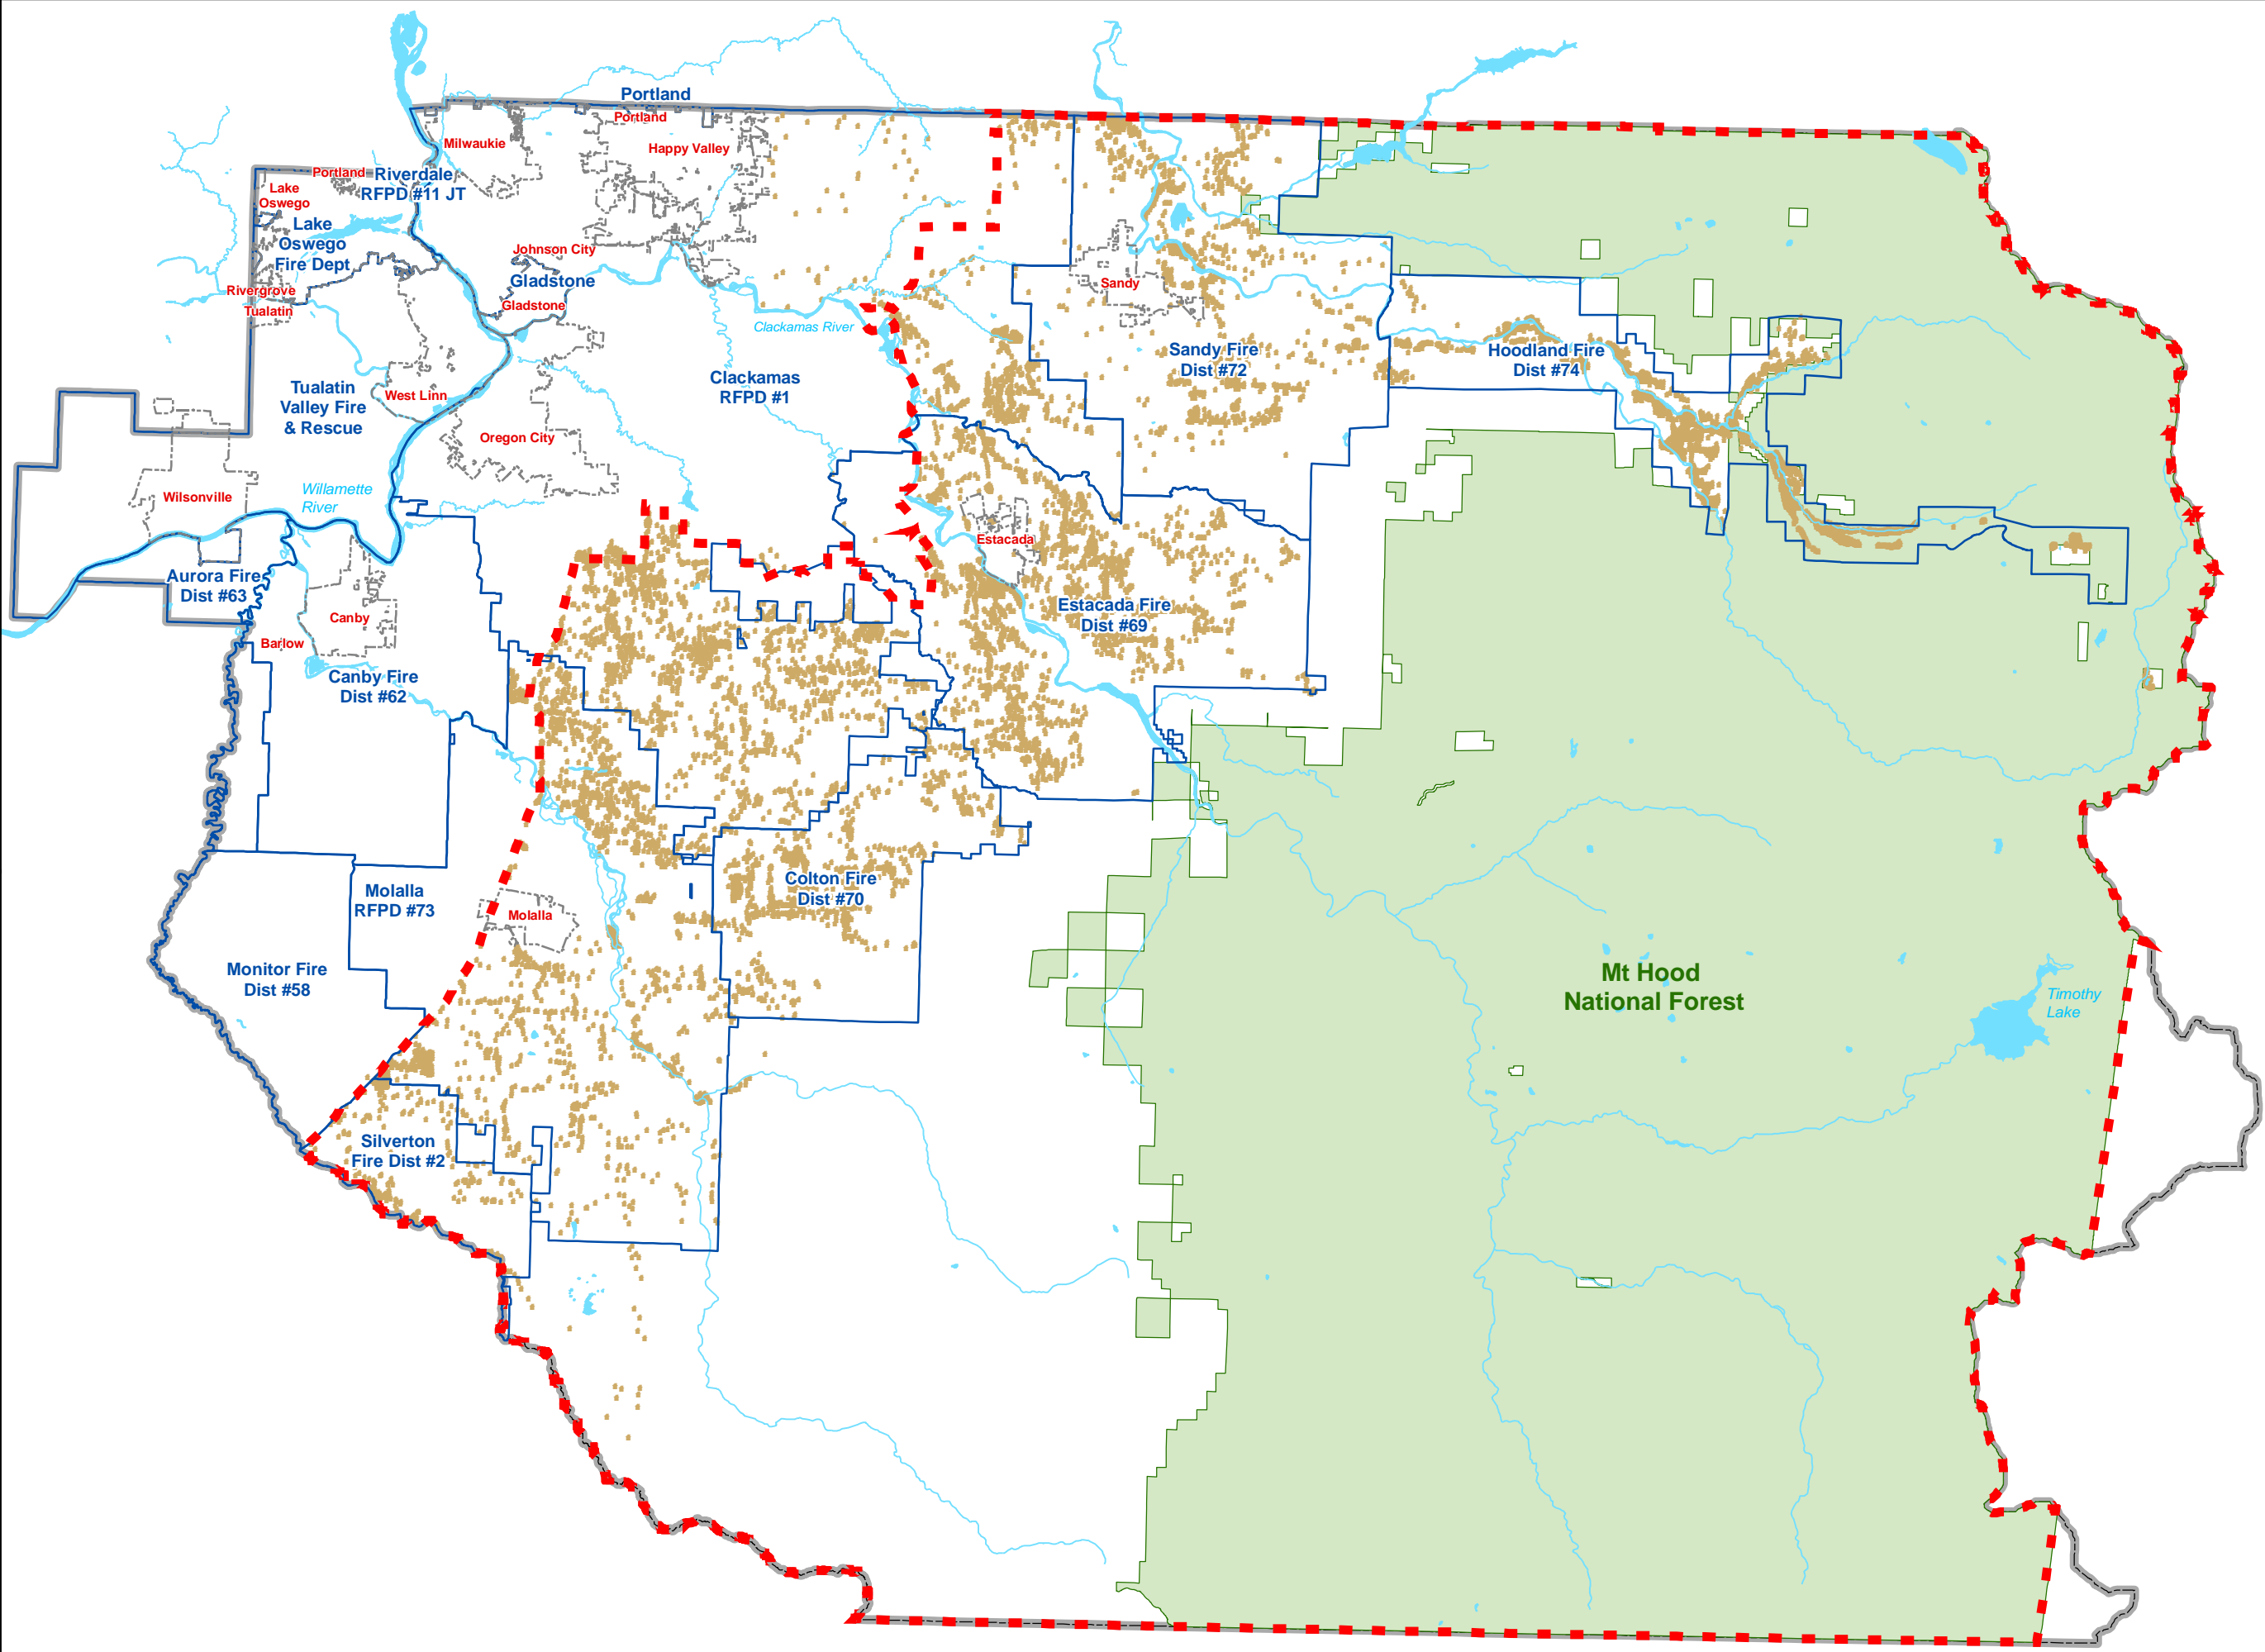 Portland
Portland
Milwaukie
Happy Valley
Portland
Riverdale
RFPD #11 JT
Lake
Oswego
Lake
Oswego
Fire Dept
Johnson City
Gladstone
Gladstone
Rivergrove
Tualatin
Sandy
Clackamas River
Sandy Fire
Dist #72
Hoodland Fire
Dist #74
Clackamas
RFPD #1
Tualatin
Valley Fire
& Rescue
West Linn
Oregon City
Wilsonville
Willamette
River
Estacada
Aurora Fire
Dist #63
Canby
Barlow
Estacada Fire
Dist #69
Canby Fire
Dist #62
Molalla
RFPD #73
Colton Fire
Dist #70
Molalla
Monitor Fire
Dist #58
Mt Hood
National Forest
Timothy
Lake
Silverton
Fire Dist #2